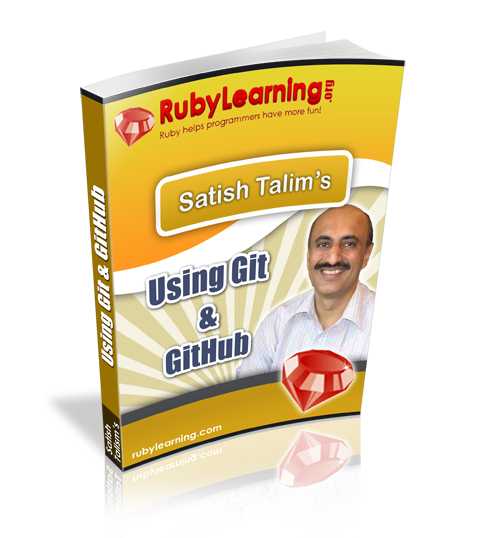 RubyLearning.org
Ruby helps programmers have more fun!
Satish Talim's
Using Git
&
GitHub
rubylearning.com
Using Git & GitHub
Satish
Talim's